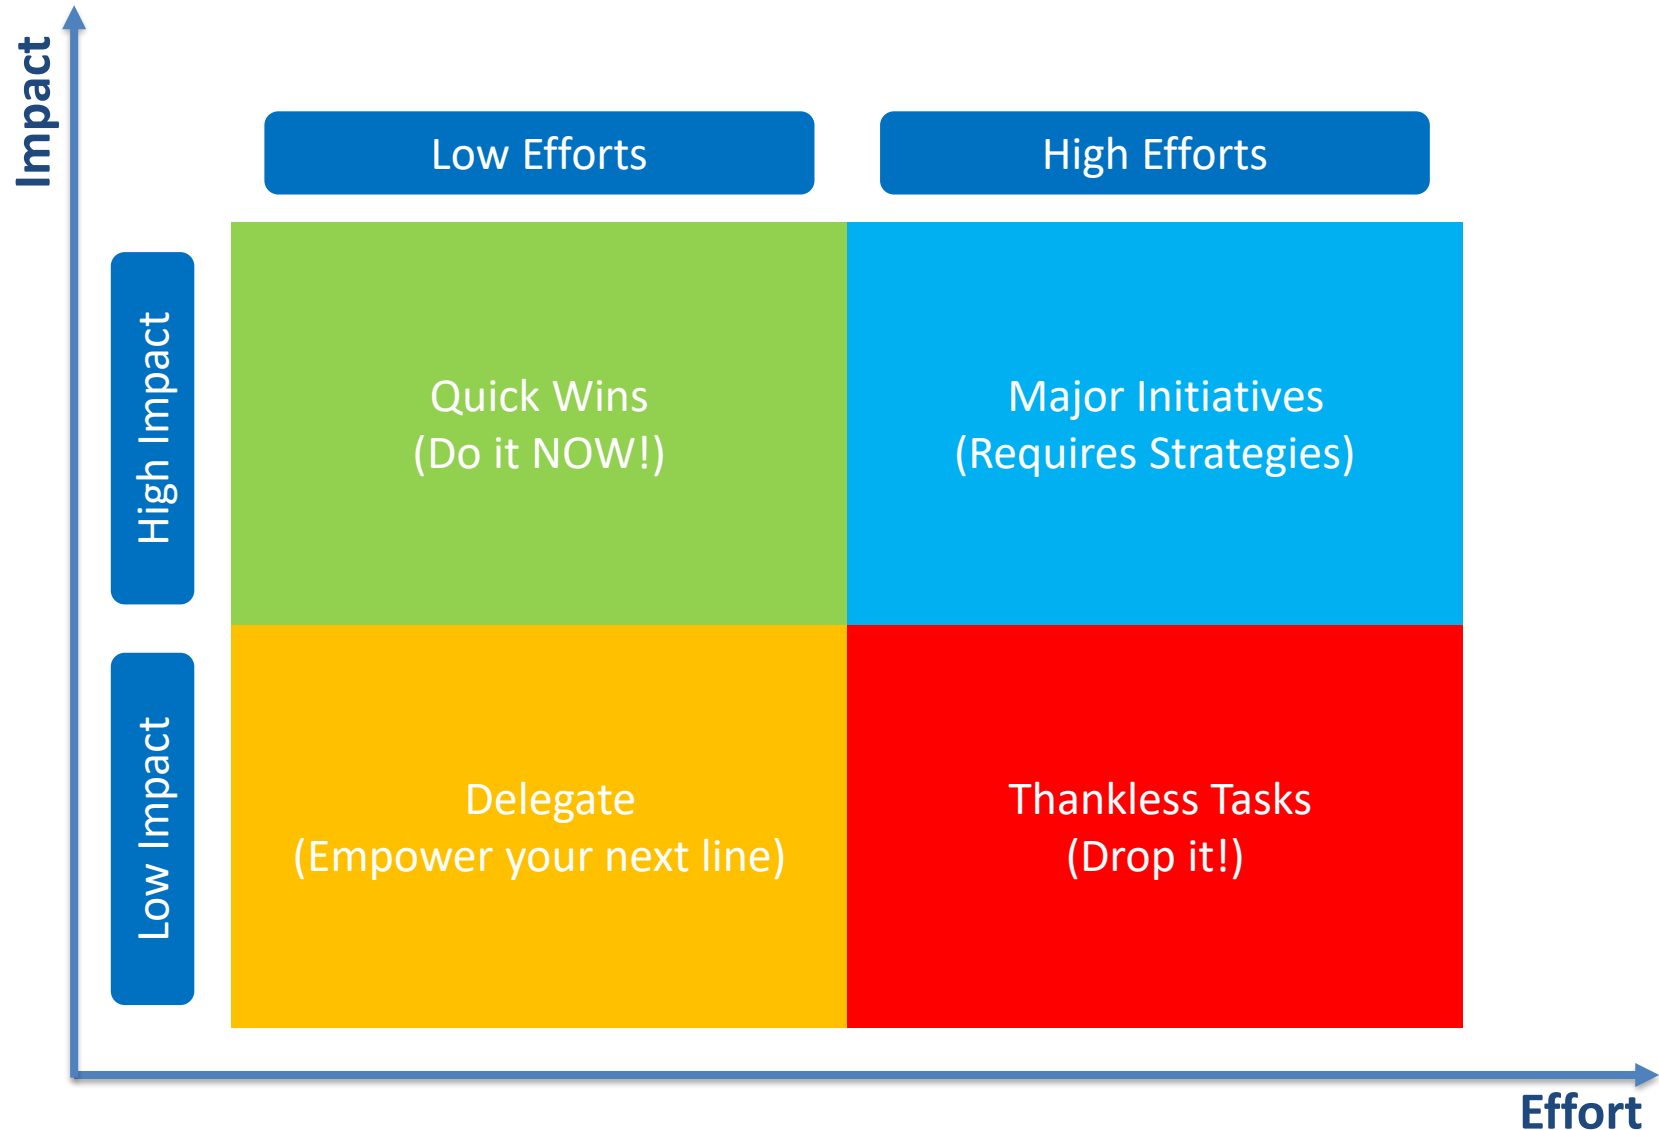 Impact
Low Efforts
High Efforts
High Impact
Quick Wins
(Do it NOW!)
Major Initiatives
(Requires Strategies)
Low Impact
Delegate
(Empower your next line)
Thankless Tasks
(Drop it!)
Effort